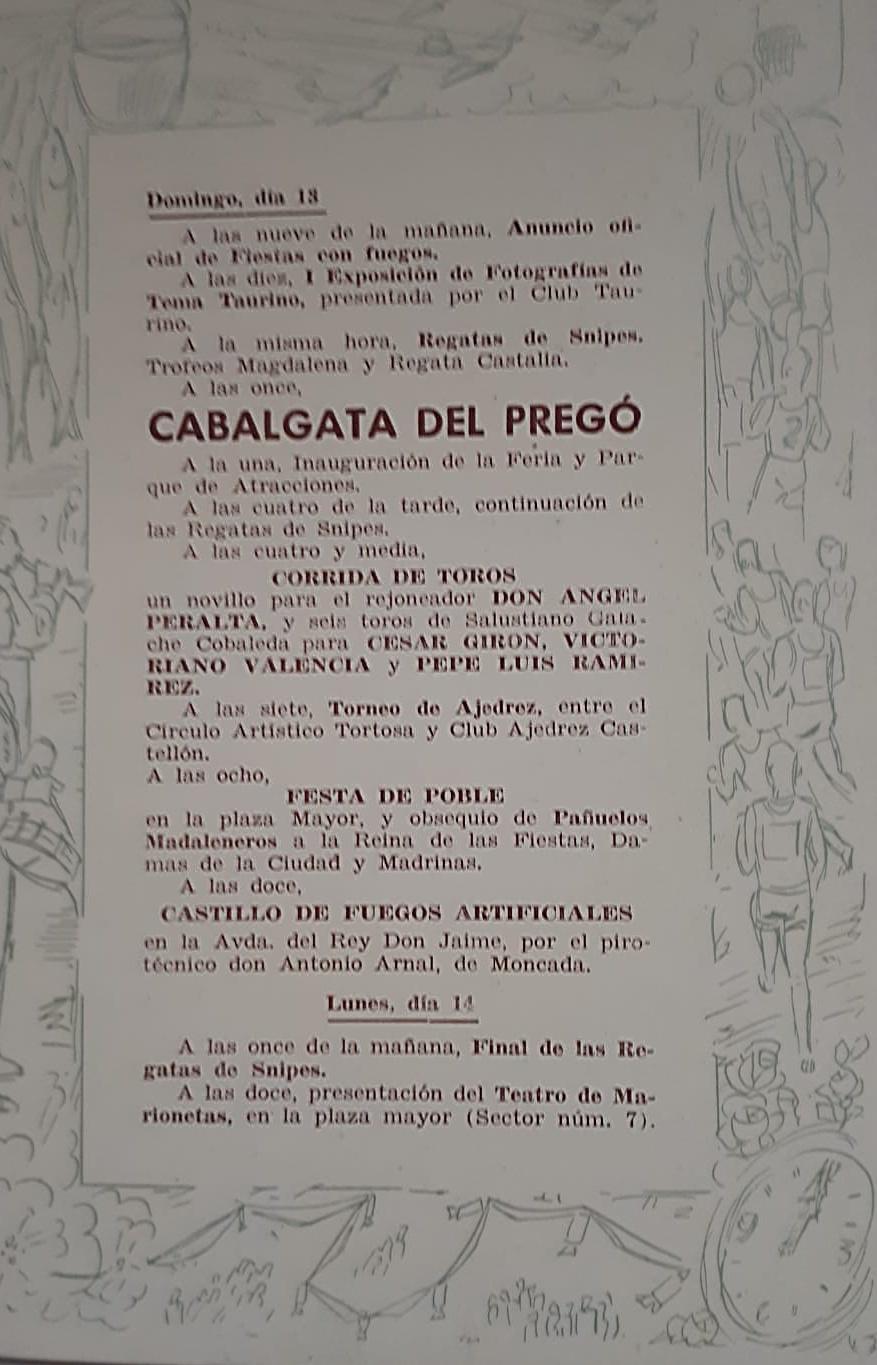 Domingo, día 13
A las nueve de la mañana, Anuncio ofi-
cial de Fiestas con fuegos.
A las diez, I Exposición de Fotografías de
Tema Taurino, presentada por el Club Tau-
rino.
A la misma hora, Regatas de Snipes.
Trofeos Magdalena y Regata Castalia.
A las once,
CABALGATA DEL PREGÓ
A la una, Inauguración de la Feria y Par-
que de Atracciones.
A las cuatro de la tarde, continuación de
las Regatas de Snipes.
A las cuatro y media,
CORRIDA DE TOROS
un novillo para el rejoneador DON ANGEL
PERALTA, y seis toros de Salustiano Gala-
che Cobaleda para CESAR GIRON, VICTO-
RIANO VALENCIA y PEPE LUIS RAMI-
REZ.
A las siete, Torneo de Ajedrez, entre el
Círculo Artístico Tortosa y Club Ajedrez Cas-
tellón.
A las ocho,
FESTA DE POBLE
en la plaza Mayor, y obsequio de Pañuelos
Madaleneros a la Reina de las Fiestas, Da-
mas de la Ciudad y Madrinas.
A las doce,
CASTILLO DE FUEGOS ARTIFICIALES
en la Avda. del Rey Don Jaime, por el piro-
técnico don Antonio Arnal, de Moncada.
Lunes, día 14
A las once de la mañana, Final de las Re-
gatas de Snipes.
A las doce, presentación del Teatro de Ma-
rionetas, en la plaza mayor (Sector núm. 7).